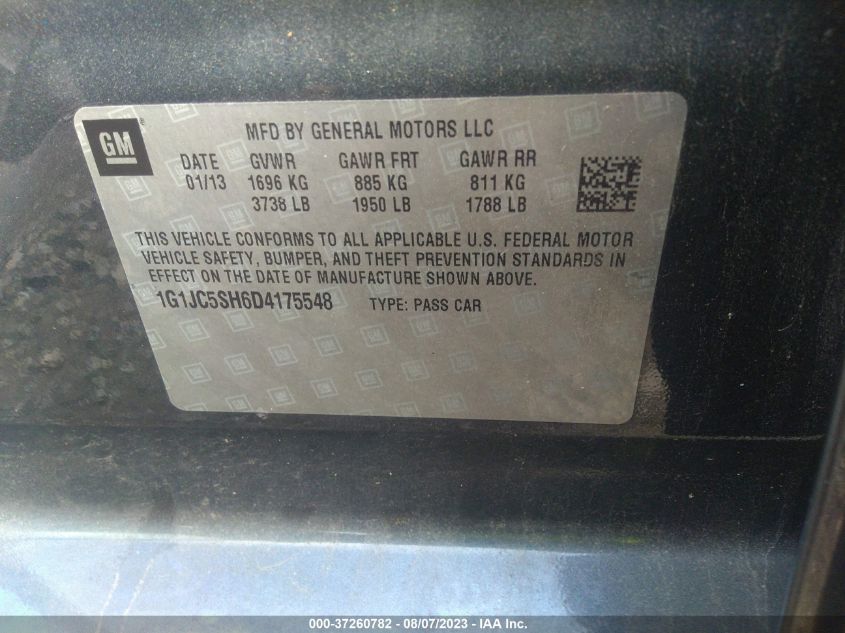 GM
MFD BY GENERAL MOTORS LLC
DATE GVWR GAWR FRT GAWR RR
01/13 1696 KG 885 KG 811 KG
3738 LB 1950 LB 1788 LB
THIS VEHICLE CONFORMS TO ALL APPLICABLE U.S. FEDERAL MOTOR
VEHICLE SAFETY, BUMPER, AND THEFT PREVENTION STANDARDS IN
EFFECT ON THE DATE OF MANUFACTURE SHOWN ABOVE.
1G1JC5SH6D4175548 TYPE: PASS CAR
000-37260782 - 08/07/2023 - IAA Inc.